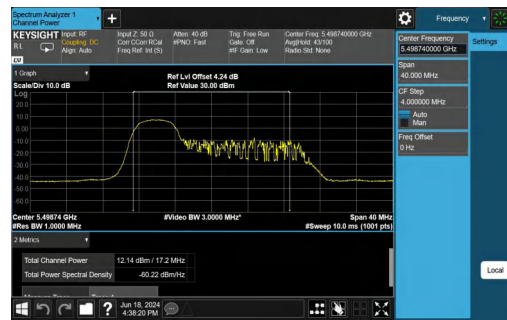 Spectrum Analyzer 1
Channel Power
Frequency
KEYSIGHT
Input: RF
Coupling: DC
Align: Auto
Input Z: 50 Ω
Corr CCorr RCal
Freq Ref: Int (S)
Atten: 40 dB
#PNO: Fast
Trig: Free Run
Gate: Off
#IF Gain: Low
Center Freq: 5.498740000 GHz
Avg|Hold: 43/100
Radio Std: None
RL
LV
Center Frequency
5.498740000 GHz
Settings
Span
40.000 MHz
CF Step
4.000000 MHz
Auto
Man
Freq Offset
0 Hz
Local
1 Graph
Scale/Div 10.0 dB
Ref Lvl Offset 4.24 dB
Ref Value 30.00 dBm
Log
20.0
10.0
0.00
-10.0
-20.0
-30.0
-40.0
-50.0
-60.0
Center 5.49874 GHz
#Res BW 1.0000 MHz
#Video BW 3.0000 MHz*
Span 40 MHz
#Sweep 10.0 ms (1001 pts)
2 Metrics
Total Channel Power 12.14 dBm / 17.2 MHz
Total Power Spectral Density -60.22 dBm/Hz
?
Jun 18, 2024
4:38:20 PM